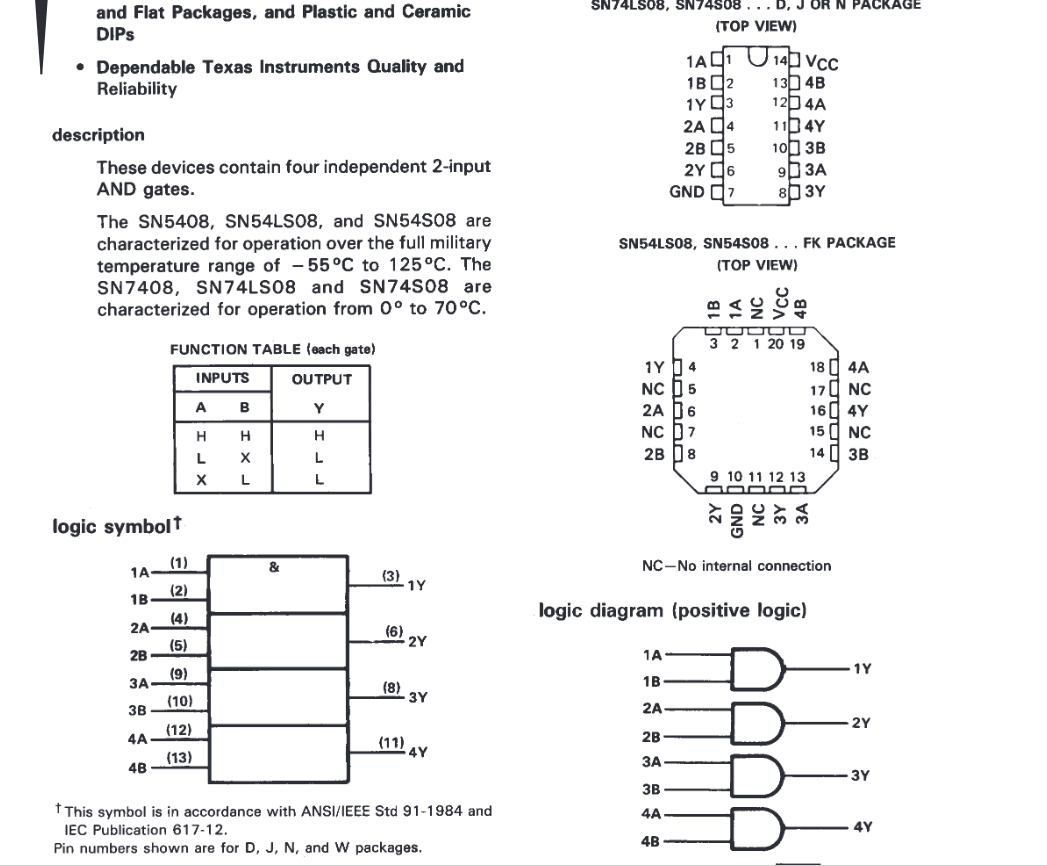 and Flat Packages, and Plastic and Ceramic
DIPs
• Dependable Texas Instruments Quality and
Reliability
description
These devices contain four independent 2-input
AND gates.
The SN5408, SN54LS08, and SN54S08 are
characterized for operation over the full military
temperature range of −55°C to 125°C. The
SN7408, SN74LS08 and SN74S08 are
characterized for operation from 0° to 70°C.
FUNCTION TABLE (each gate)
INPUTS OUTPUT
A B Y
H H H
L X L
X L L
logic symbol†
&
1A (1)
1B (2)
(3) 1Y
2A (4)
2B (5)
(6) 2Y
3A (9)
3B (10)
(8) 3Y
4A (12)
4B (13)
(11) 4Y
† This symbol is in accordance with ANSI/IEEE Std 91-1984 and
IEC Publication 617-12.
Pin numbers shown are for D, J, N, and W packages.
SN74LS08, SN74S08 . . . D, J OR N PACKAGE
(TOP VIEW)
1A 1 14 VCC
1B 2 13 4B
1Y 3 12 4A
2A 4 11 4Y
2B 5 10 3B
2Y 6 9 3A
GND 7 8 3Y
SN54LS08, SN54S08 . . . FK PACKAGE
(TOP VIEW)
1B 1A NC VCC 4B
3 2 1 20 19
1Y 4 18 4A
NC 5 17 NC
2A 6 16 4Y
NC 7 15 NC
2B 8 14 3B
9 10 11 12 13
2Y GND NC 3Y 3A
NC—No internal connection
logic diagram (positive logic)
1A
1B
1Y
2A
2B
2Y
3A
3B
3Y
4A
4B
4Y